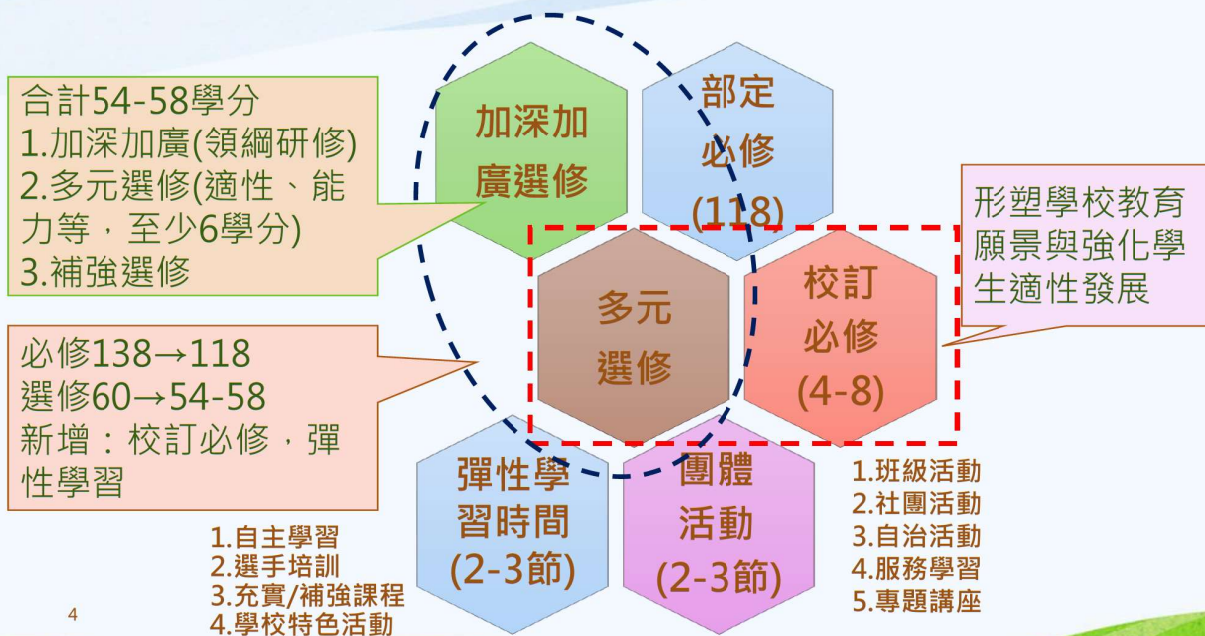 合計54-58學分
1.加深加廣(領綱研修)
2.多元選修(適性、能
力等，至少6學分)
3.補強選修
加深加
廣選修
部定
必修
(118)
形塑學校教育
願景與強化學
生適性發展
多元
選修
校訂
必修
(4-8)
必修138→118
選修60→54-58
新增：校訂必修，彈
性學習
彈性學
習時間
(2-3節)
團體
活動
(2-3節)
1.班級活動
2.社團活動
3.自治活動
4.服務學習
5.專題講座
1.自主學習
2.選手培訓
3.充實/補強課程
4.學校特色活動
4